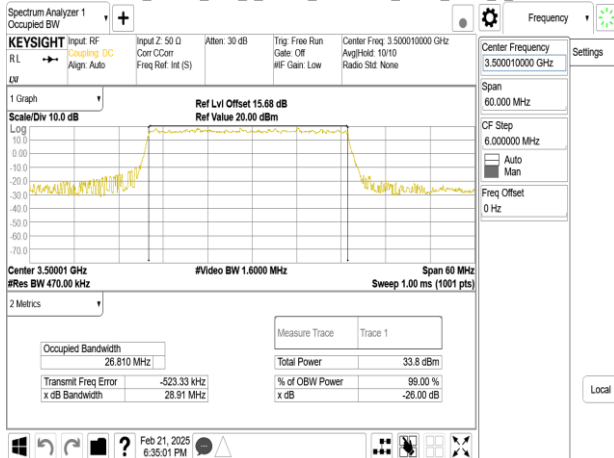 Spectrum Analyzer 1
Occupied BW
Frequency
KEYSIGHT
Input: RF
Coupling: DC
Align: Auto
Input Z: 50 Ω
Corr CCorr
Freq Ref: Int (S)
Atten: 30 dB
Trig: Free Run
Gate: Off
#IF Gain: Low
Center Freq: 3.500010000 GHz
Avg|Hold: 10/10
Radio Std: None
RL
LXI
Center Frequency
3.500010000 GHz
Settings
Span
60.000 MHz
CF Step
6.000000 MHz
Auto
Man
Freq Offset
0 Hz
Local
1 Graph
Scale/Div 10.0 dB
Ref Lvl Offset 15.68 dB
Ref Value 20.00 dBm
Log
10.0
0.00
-10.0
-20.0
-30.0
-40.0
-50.0
-60.0
-70.0
Center 3.50001 GHz
#Video BW 1.6000 MHz
Span 60 MHz
#Res BW 470.00 kHz
Sweep 1.00 ms (1001 pts)
2 Metrics
Measure Trace Trace 1
Occupied Bandwidth
26.810 MHz
Total Power 33.8 dBm
Transmit Freq Error -523.33 kHz
% of OBW Power 99.00 %
x dB Bandwidth 28.91 MHz
x dB -26.00 dB
?
Feb 21, 2025
6:35:01 PM